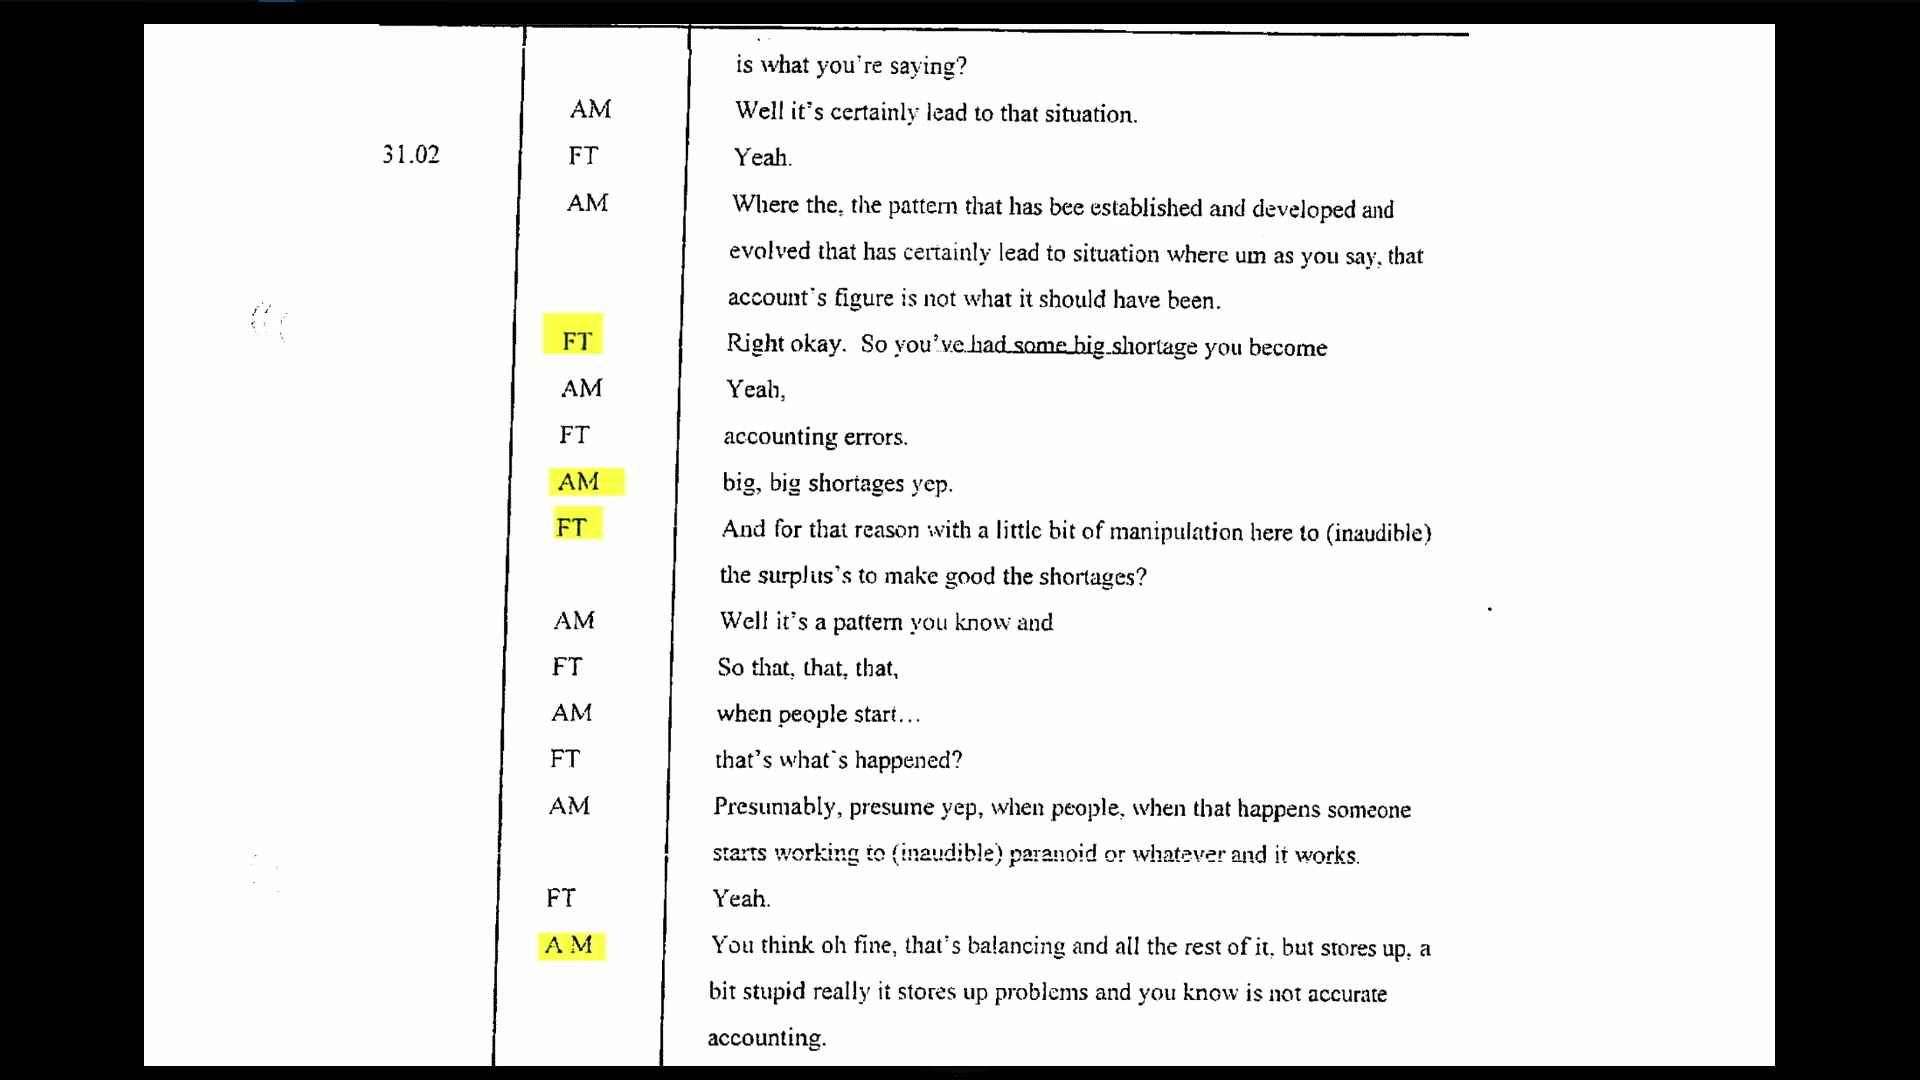 is what you're saying?
AM Well it's certainly lead to that situation.
31.02 FT Yeah.
AM Where the, the pattern that has bee established and developed and
evolved that has certainly lead to situation where um as you say, that
account's figure is not what it should have been.
FT Right okay. So you've had some big shortage you become
AM Yeah,
FT accounting errors.
AM big, big shortages yep.
FT And for that reason with a little bit of manipulation here to (inaudible)
the surplus's to make good the shortages?
AM Well it's a pattern you know and
FT So that, that, that,
AM when people start...
FT that's what's happened?
AM Presumably, presume yep, when people, when that happens someone
starts working to (inaudible) paranoid or whatever and it works.
FT Yeah.
A M You think oh fine, that's balancing and all the rest of it, but stores up, a
bit stupid really it stores up problems and you know is not accurate
accounting.